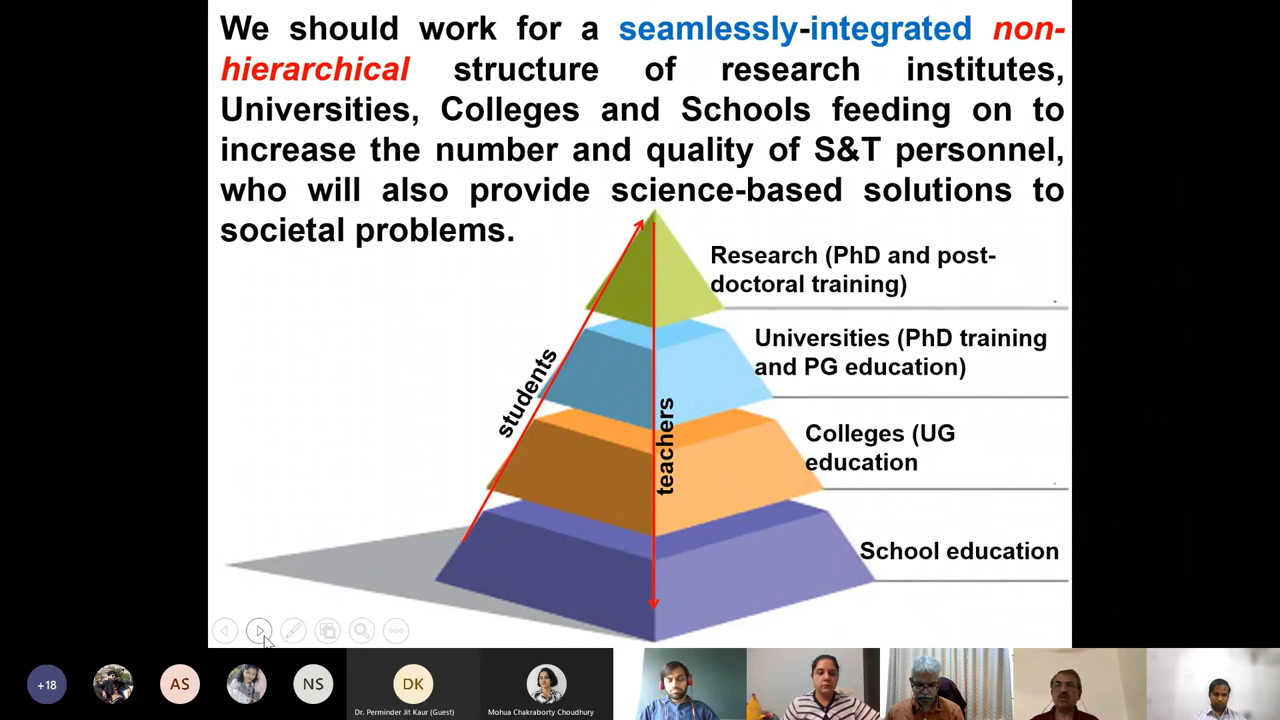 We should work for a seamlessly-integrated non-
hierarchical structure of research institutes,
Universities, Colleges and Schools feeding on to
increase the number and quality of S&T personnel,
who will also provide science-based solutions to
societal problems.
Research (PhD and post-
doctoral training)
Universities (PhD training
and PG education)
students
teachers
Colleges (UG
education
School education
+18
AS
NS
DK
Dr. Perminder Jit Kaur (Guest)
Mohua Chakraborty Choudhury